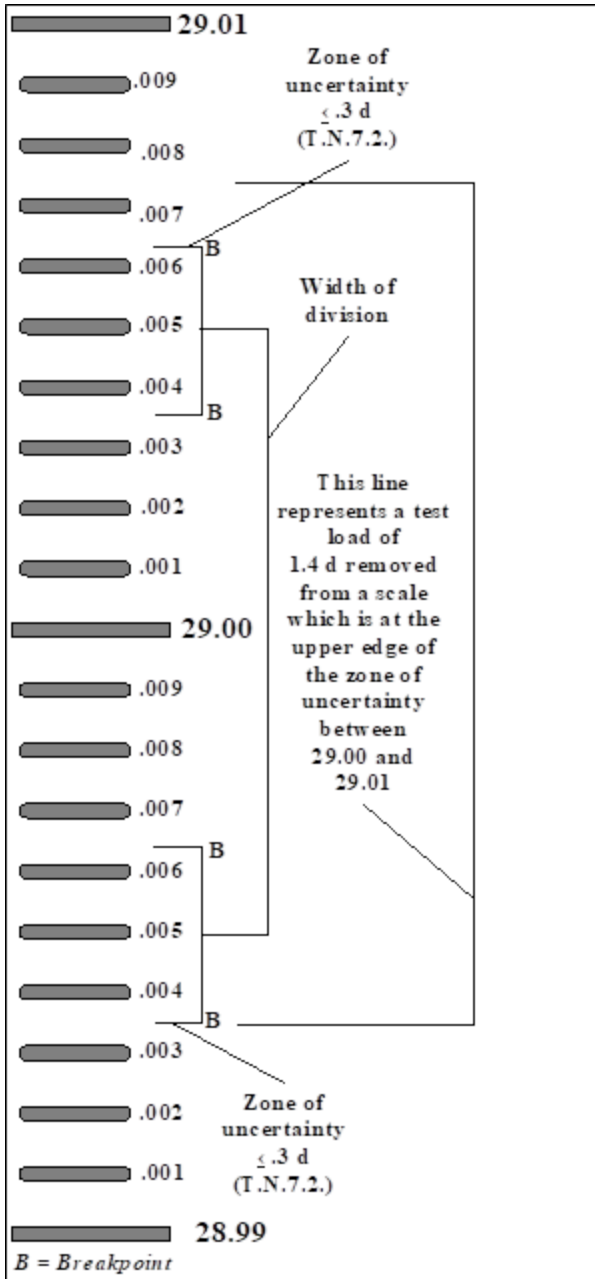 29.01
.009
Zone of
uncertainty
≤ .3 d
(T.N.7.2.)
.008
.007
B
.006
Width of
division
.005
.004
B
.003
This line
represents a test
load of
1.4 d removed
from a scale
which is at the
upper edge of
the zone of
uncertainty
between
29.00 and
29.01
.002
.001
29.00
.009
.008
.007
B
.006
.005
.004
B
.003
Zone of
uncertainty
≤ .3 d
(T.N.7.2.)
.002
.001
28.99
B = Breakpoint